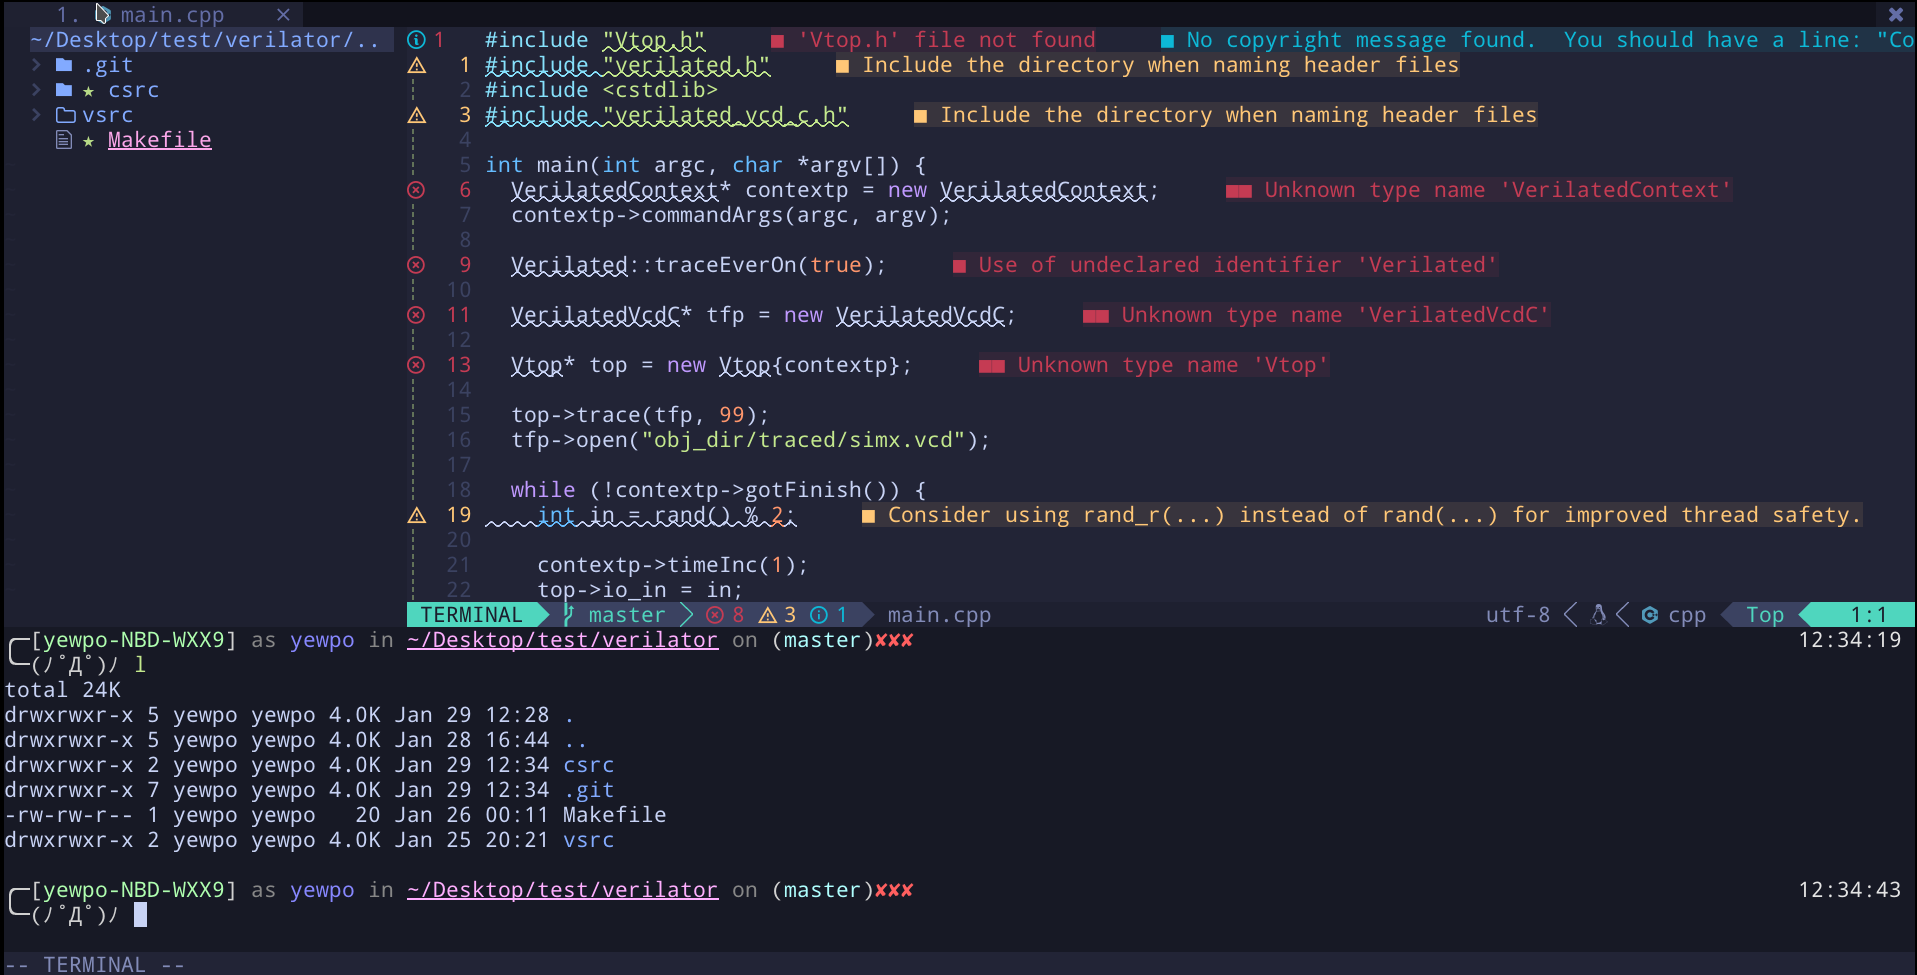 1. main.cpp ×
~/Desktop/test/verilator/..
.git
★ csrc
vsrc
★ Makefile
1 #include "Vtop.h" ■ 'Vtop.h' file not found ■ No copyright message found.  You should have a line: "Co
1 #include "verilated.h" ■ Include the directory when naming header files
2 #include <cstdlib>
3 #include "verilated_vcd_c.h" ■ Include the directory when naming header files
4
5 int main(int argc, char *argv[]) {
6 VerilatedContext* contextp = new VerilatedContext; ■■ Unknown type name 'VerilatedContext'
7 contextp->commandArgs(argc, argv);
8
9 Verilated::traceEverOn(true); ■ Use of undeclared identifier 'Verilated'
10
11 VerilatedVcdC* tfp = new VerilatedVcdC; ■■ Unknown type name 'VerilatedVcdC'
12
13 Vtop* top = new Vtop{contextp}; ■■ Unknown type name 'Vtop'
14
15 top->trace(tfp, 99);
16 tfp->open("obj_dir/traced/simx.vcd");
17
18 while (!contextp->gotFinish()) {
19 int in = rand() % 2; ■ Consider using rand_r(...) instead of rand(...) for improved thread safety.
20
21 contextp->timeInc(1);
22 top->io_in = in;
TERMINAL master 8 3 1 main.cpp utf-8 cpp Top 1:1
[yewpo-NBD-WXX9] as yewpo in ~/Desktop/test/verilator on (master)✘✘✘ 12:34:19
(ﾉ˚Д˚)ﾉ l
total 24K
drwxrwxr-x 5 yewpo yewpo 4.0K Jan 29 12:28 .
drwxrwxr-x 5 yewpo yewpo 4.0K Jan 28 16:44 ..
drwxrwxr-x 2 yewpo yewpo 4.0K Jan 29 12:34 csrc
drwxrwxr-x 7 yewpo yewpo 4.0K Jan 29 12:34 .git
-rw-rw-r-- 1 yewpo yewpo   20 Jan 26 00:11 Makefile
drwxrwxr-x 2 yewpo yewpo 4.0K Jan 25 20:21 vsrc
[yewpo-NBD-WXX9] as yewpo in ~/Desktop/test/verilator on (master)✘✘✘ 12:34:43
(ﾉ˚Д˚)ﾉ
-- TERMINAL --